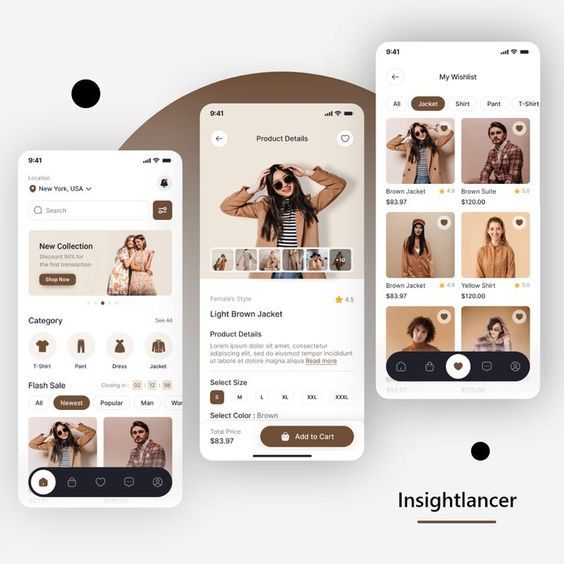 9:41
Location
New York, USA
Search
New Collection
Discount 50% for
the first transaction
Shop Now
Category
See All
T-Shirt
Pant
Dress
Jacket
Flash Sale
Closing in : 02 : 12 : 56
All
Newest
Popular
Man
Wom
9:41
Product Details
+10
Female's Style
4.5
Light Brown Jacket
Product Details
Lorem ipsum dolor sit amet, consectetur
adipiscing elit, sed do eiusmod tempor incididunt
ut labore et dolore magna aliqua Read more
Select Size
S
M
L
XL
XXL
XXXL
Select Color : Brown
Total Price
$83.97
Add to Cart
9:41
My Wishlist
All
Jacket
Shirt
Pant
T-Shirt
Brown Jacket
4.9
$83.97
Brown Suite
5.0
$120.00
Brown Jacket
4.9
$83.97
Yellow Shirt
5.0
$120.00
Insightlancer